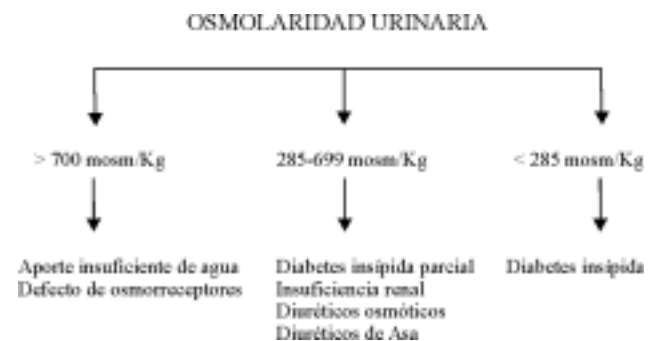 OSMOLARIDAD URINARIA
> 700 mosm/Kg
285-699 mosm/Kg
< 285 mosm/Kg
Aporte insuficiente de agua
Defecto de osmorreceptores
Diabetes insípida parcial
Insuficiencia renal
Diuréticos osmóticos
Diuréticos de Asa
Diabetes insípida